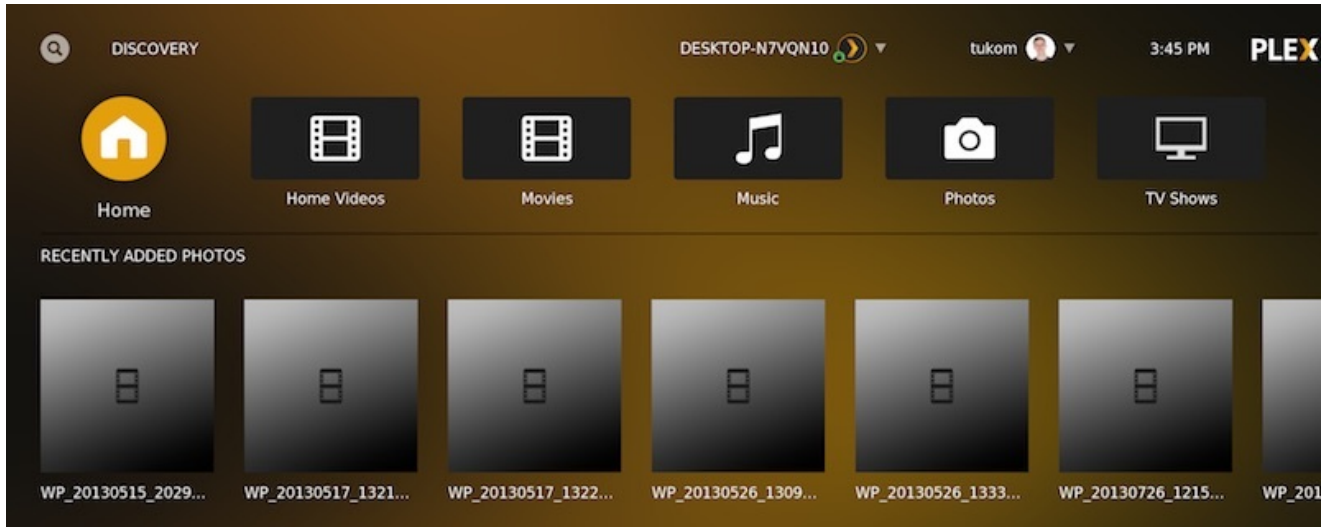 DISCOVERY DESKTOP-N7VQN10 tukom 3:45 PM PLEX
Home Home Videos Movies Music Photos TV Shows
RECENTLY ADDED PHOTOS
WP_20130515_2029... WP_20130517_1321... WP_20130517_1322... WP_20130526_1309... WP_20130526_1333... WP_20130726_1215... WP_201